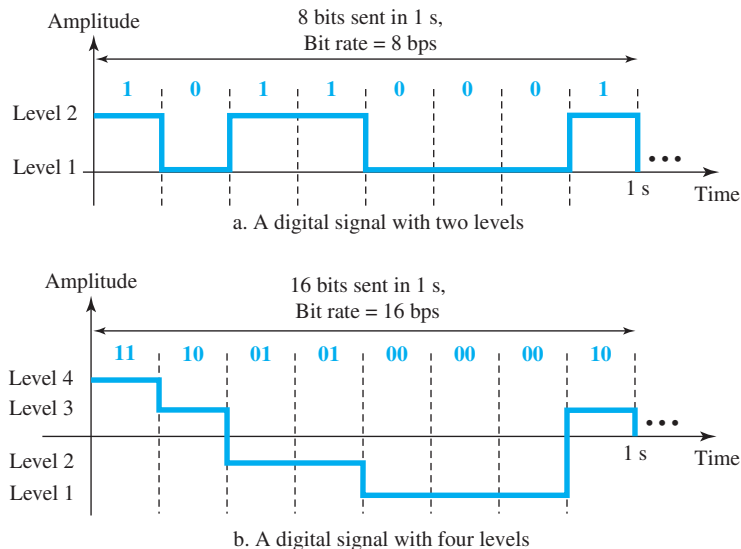 Amplitude
8 bits sent in 1 s,
Bit rate = 8 bps
1 0 1 1 0 0 0 1
Level 2
Level 1
1 s
Time
a. A digital signal with two levels
Amplitude
16 bits sent in 1 s,
Bit rate = 16 bps
11 10 01 01 00 00 00 10
Level 4
Level 3
Level 2
Level 1
1 s
Time
b. A digital signal with four levels